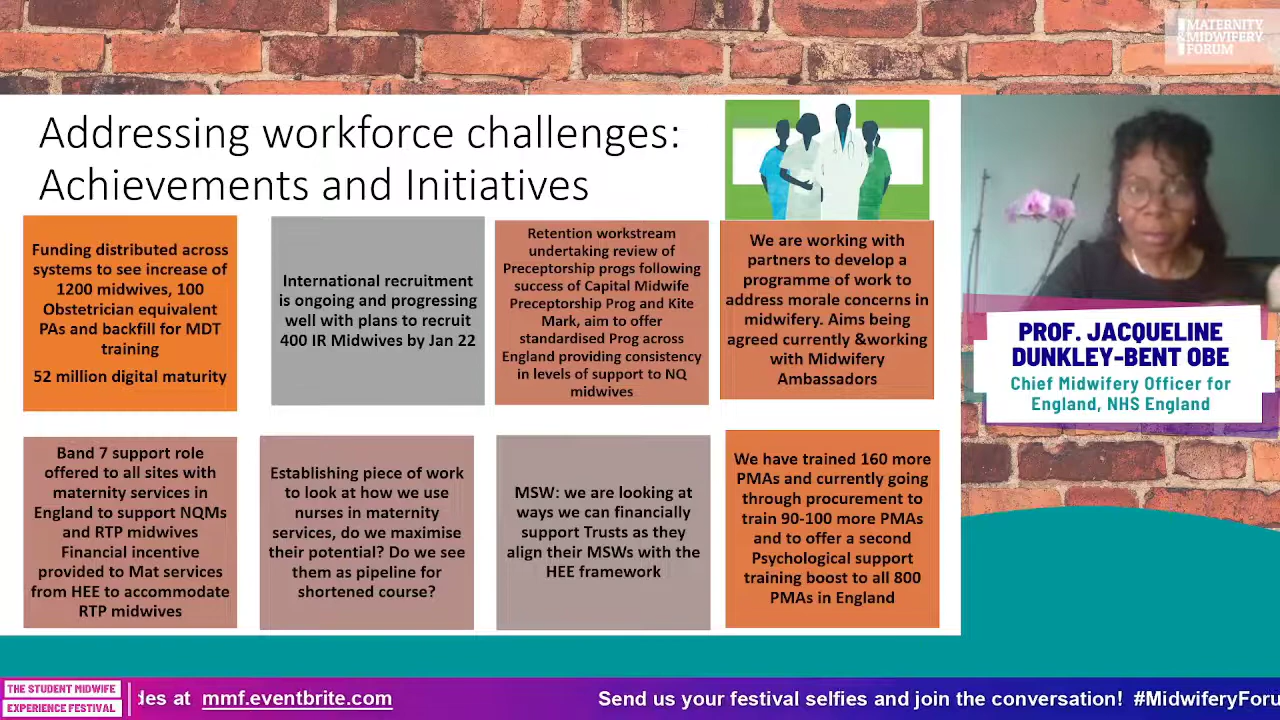 MATERNITY
& MIDWIFERY
FORUM
Addressing workforce challenges:
Achievements and Initiatives
Funding distributed across
systems to see increase of
1200 midwives, 100
Obstetrician equivalent
PAs and backfill for MDT
training
52 million digital maturity
International recruitment
is ongoing and progressing
well with plans to recruit
400 IR Midwives by Jan 22
Retention workstream
undertaking review of
Preceptorship progs following
success of Capital Midwife
Preceptorship Prog and Kite
Mark, aim to offer
standardised Prog across
England providing consistency
in levels of support to NQ
midwives
We are working with
partners to develop a
programme of work to
address morale concerns in
midwifery. Aims being
agreed currently &working
with Midwifery
Ambassadors
Band 7 support role
offered to all sites with
maternity services in
England to support NQMs
and RTP midwives
Financial incentive
provided to Mat services
from HEE to accommodate
RTP midwives
Establishing piece of work
to look at how we use
nurses in maternity
services, do we maximise
their potential? Do we see
them as pipeline for
shortened course?
MSW: we are looking at
ways we can financially
support Trusts as they
align their MSWs with the
HEE framework
We have trained 160 more
PMAs and currently going
through procurement to
train 90-100 more PMAs
and to offer a second
Psychological support
training boost to all 800
PMAs in England
PROF. JACQUELINE
DUNKLEY-BENT OBE
Chief Midwifery Officer for
England, NHS England
THE STUDENT MIDWIFE
EXPERIENCE FESTIVAL
des at mmf.eventbrite.com
Send us your festival selfies and join the conversation! #MidwiferyForu